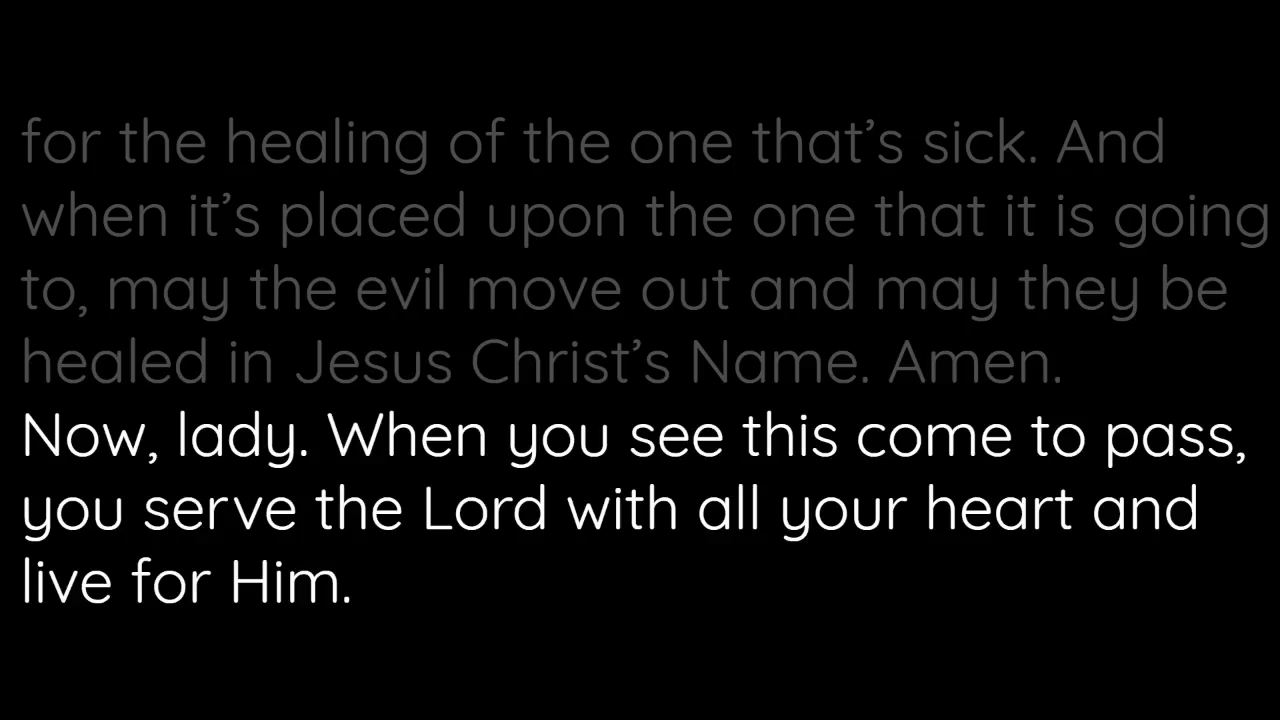 for the healing of the one that’s sick. And
when it’s placed upon the one that it is going
to, may the evil move out and may they be
healed in Jesus Christ’s Name. Amen.
Now, lady. When you see this come to pass,
you serve the Lord with all your heart and
live for Him.